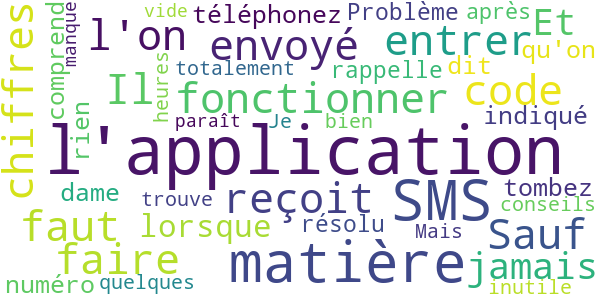 vide téléphonez Problème après Et
manque l'on envoyé entrer qu'on
chiffres comprend totalement rappelle dit
Il heures fonctionner code
rien paraît Je bien indiqué
l'application
dame trouve reçoit SMS tombez conseils
faut lorsque résolu Mais Sauf
faire matière jamais
numéro quelques inutile